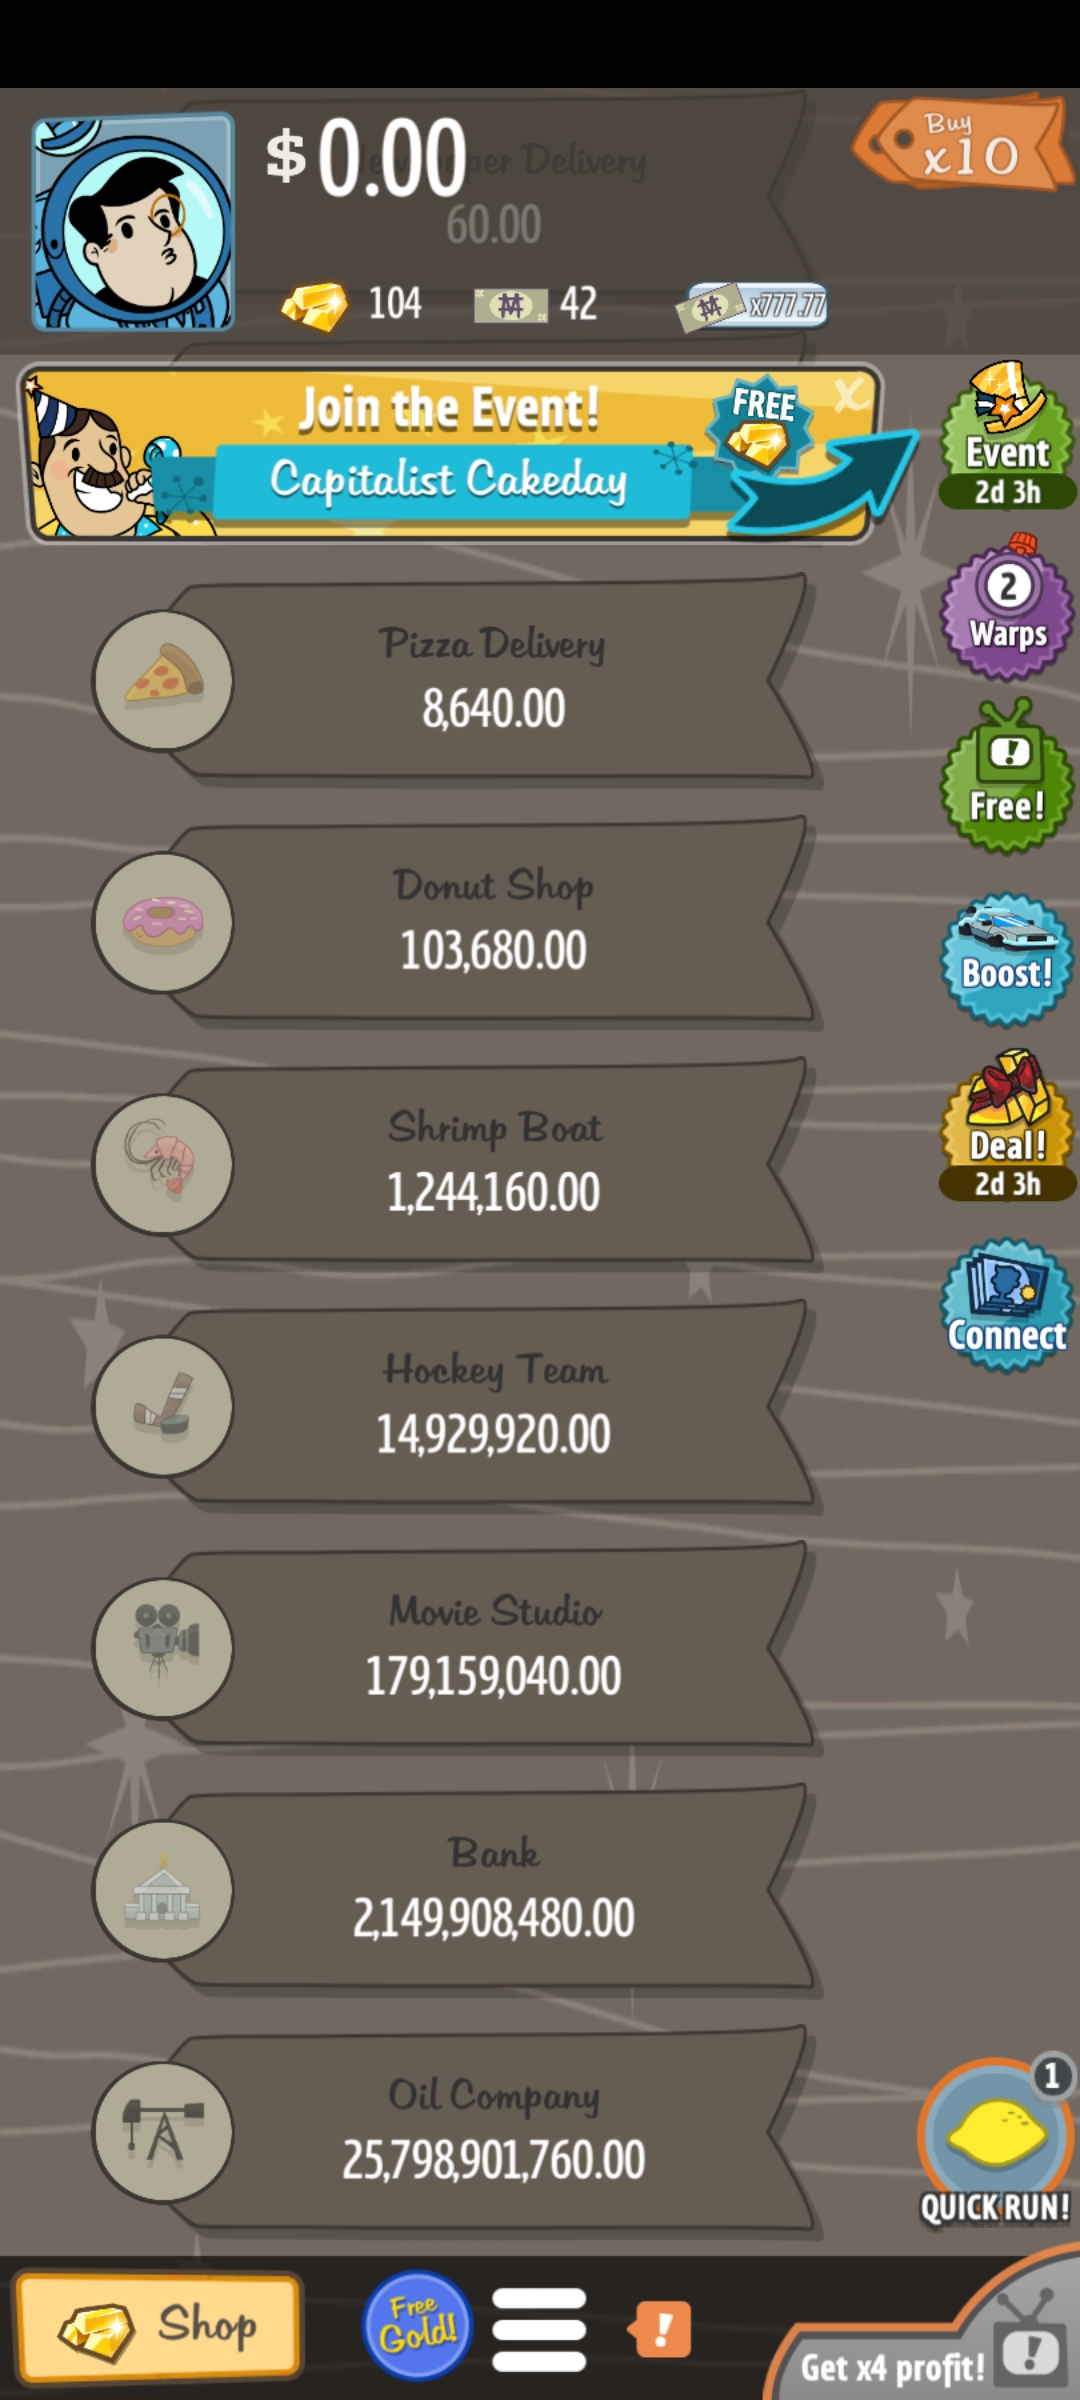 Newspaper Delivery
$0.00
60.00
Buy
x10
104
42
x777.77
Join the Event!
Capitalist Cakeday
FREE
x
Event
2d 3h
2
Warps
!
Free!
Boost!
Deal!
2d 3h
Connect
Pizza Delivery
8,640.00
Donut Shop
103,680.00
Shrimp Boat
1,244,160.00
Hockey Team
14,929,920.00
Movie Studio
179,159,040.00
Bank
2,149,908,480.00
Oil Company
25,798,901,760.00
1
QUICK RUN!
Shop
Free
Gold!
!
Get x4 profit!
!